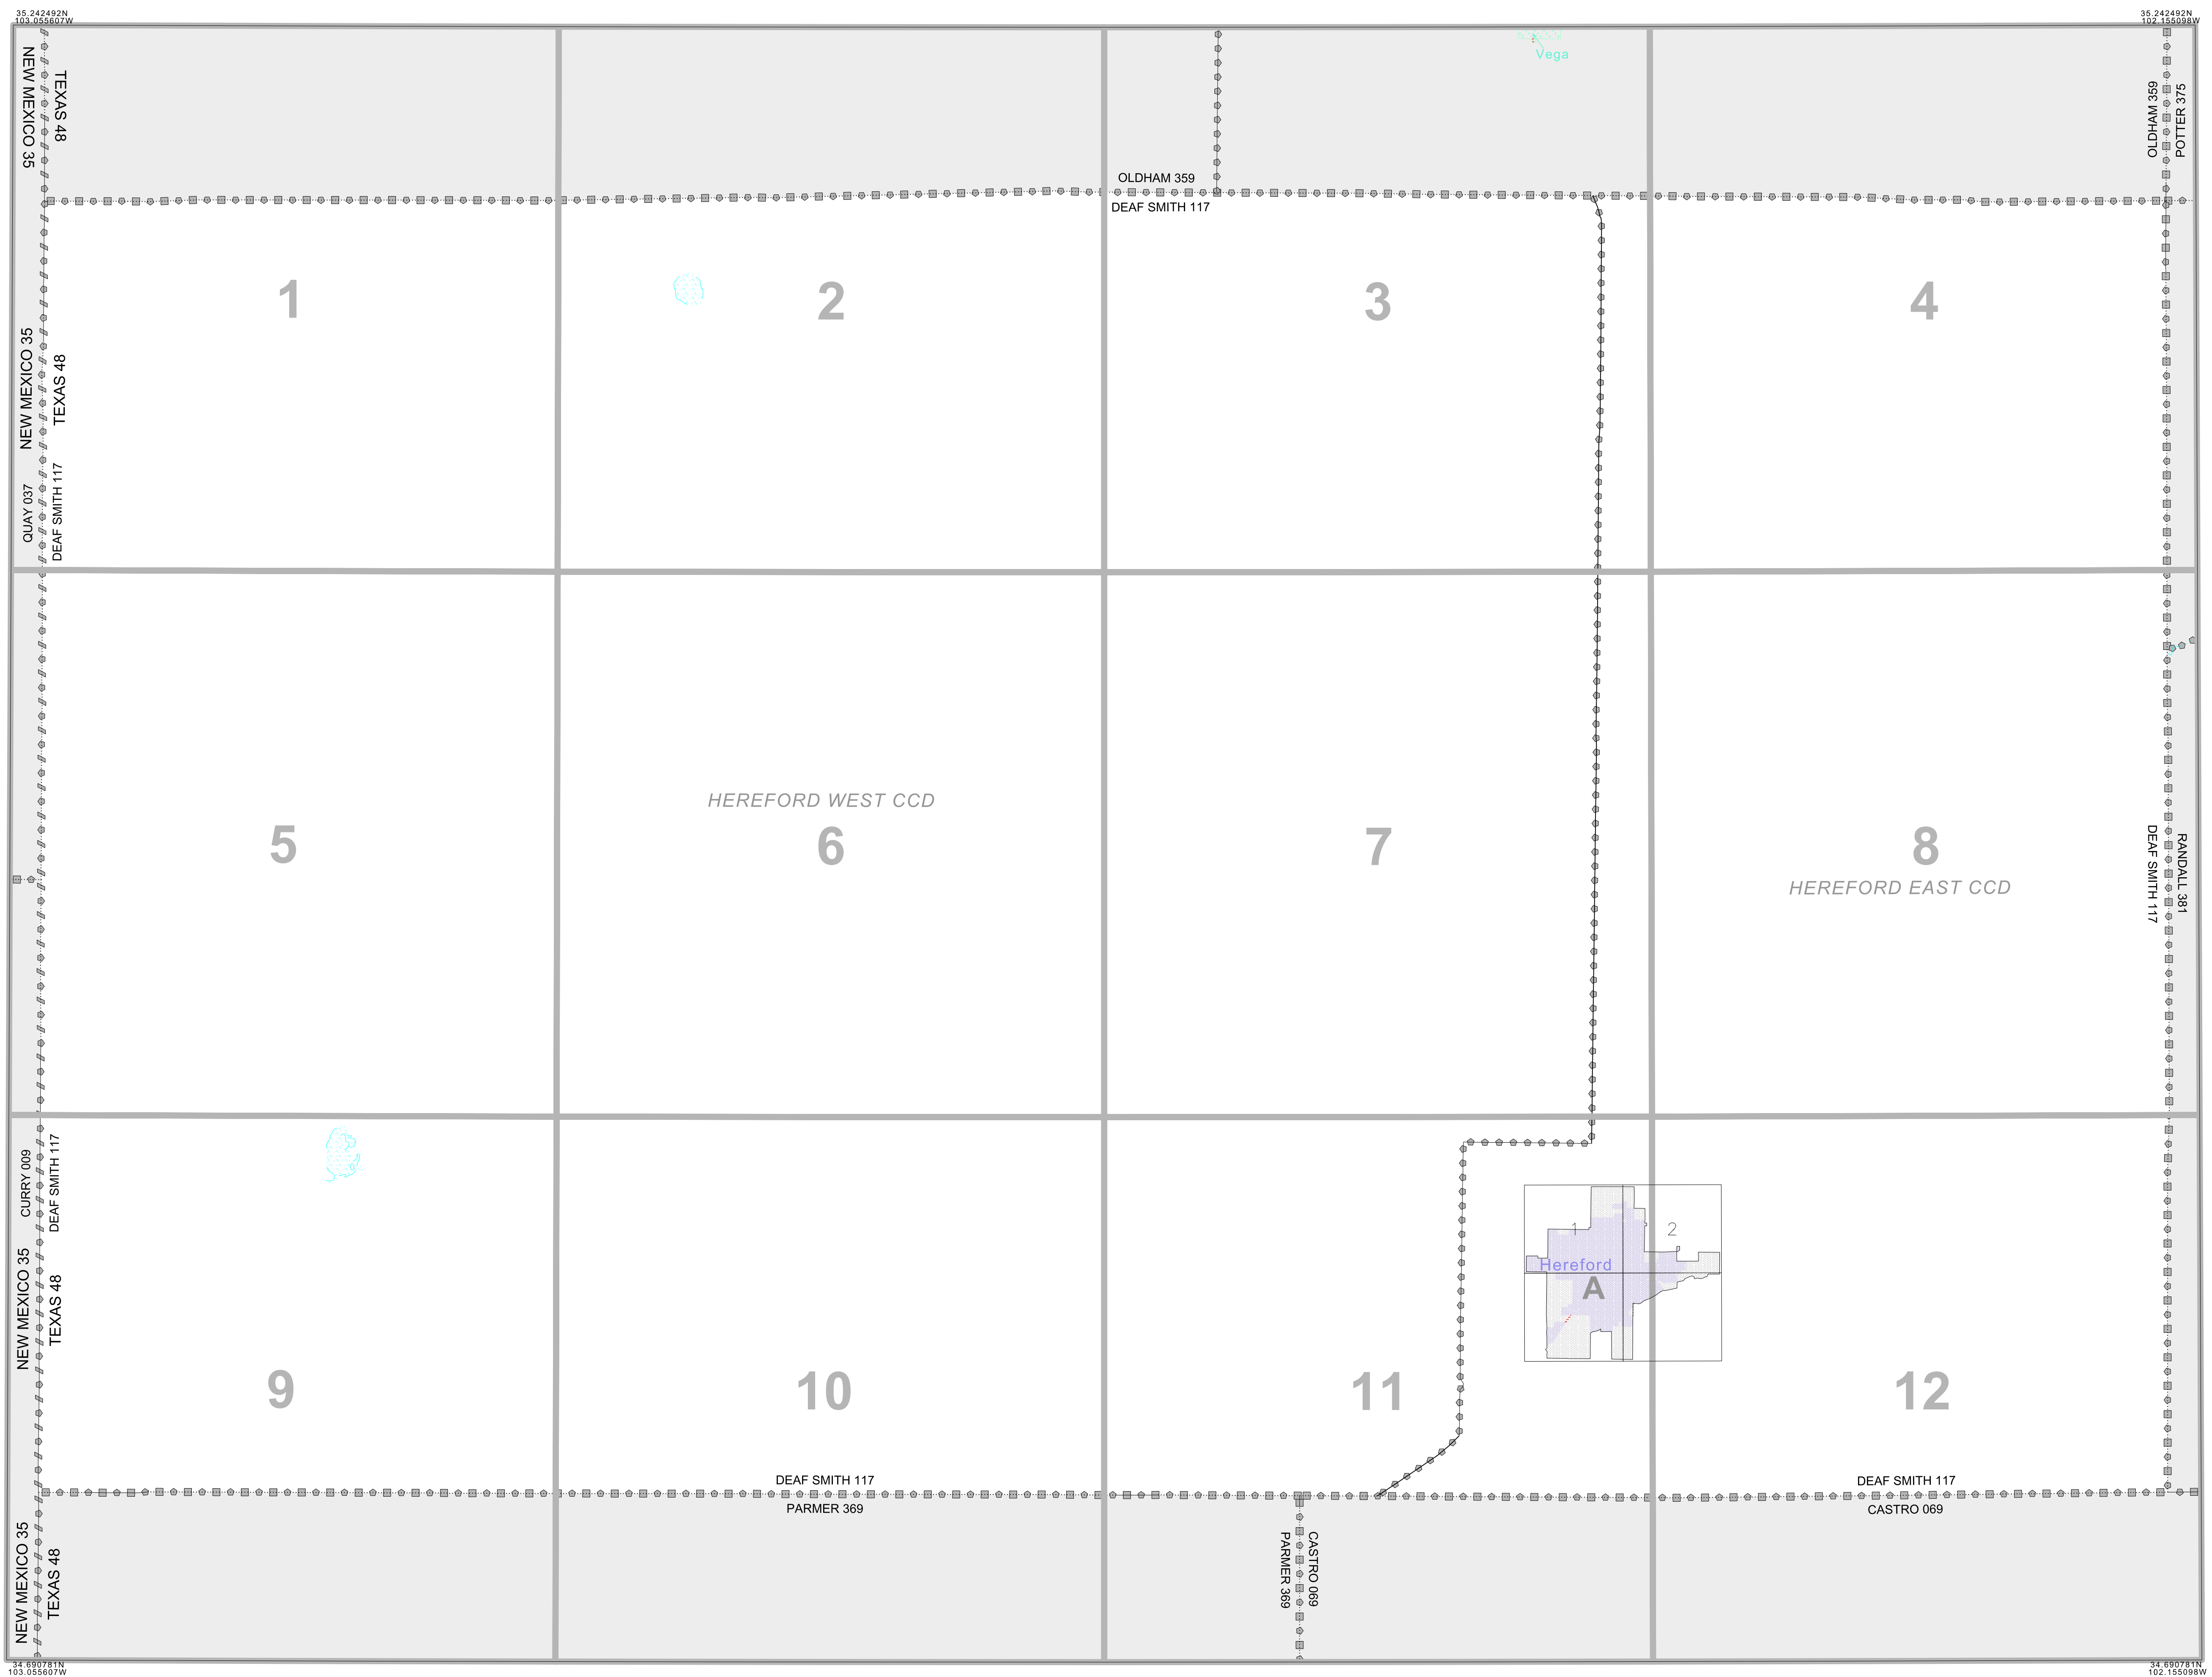 35.242492N
103.055607W
35.242492N
102.155098W
Vega
NEW MEXICO 35
TEXAS 48
OLDHAM 359
POTTER 375
OLDHAM 359
DEAF SMITH 117
1
2
3
4
NEW MEXICO 35
TEXAS 48
QUAY 037
DEAF SMITH 117
HEREFORD WEST CCD
5
6
7
8
HEREFORD EAST CCD
DEAF SMITH 117
RANDALL 381
CURRY 009
DEAF SMITH 117
NEW MEXICO 35
TEXAS 48
1
2
Hereford
A
9
10
11
12
DEAF SMITH 117
PARMER 369
DEAF SMITH 117
CASTRO 069
NEW MEXICO 35
TEXAS 48
PARMER 369
CASTRO 069
34.690781N
103.055607W
34.690781N
102.155098W